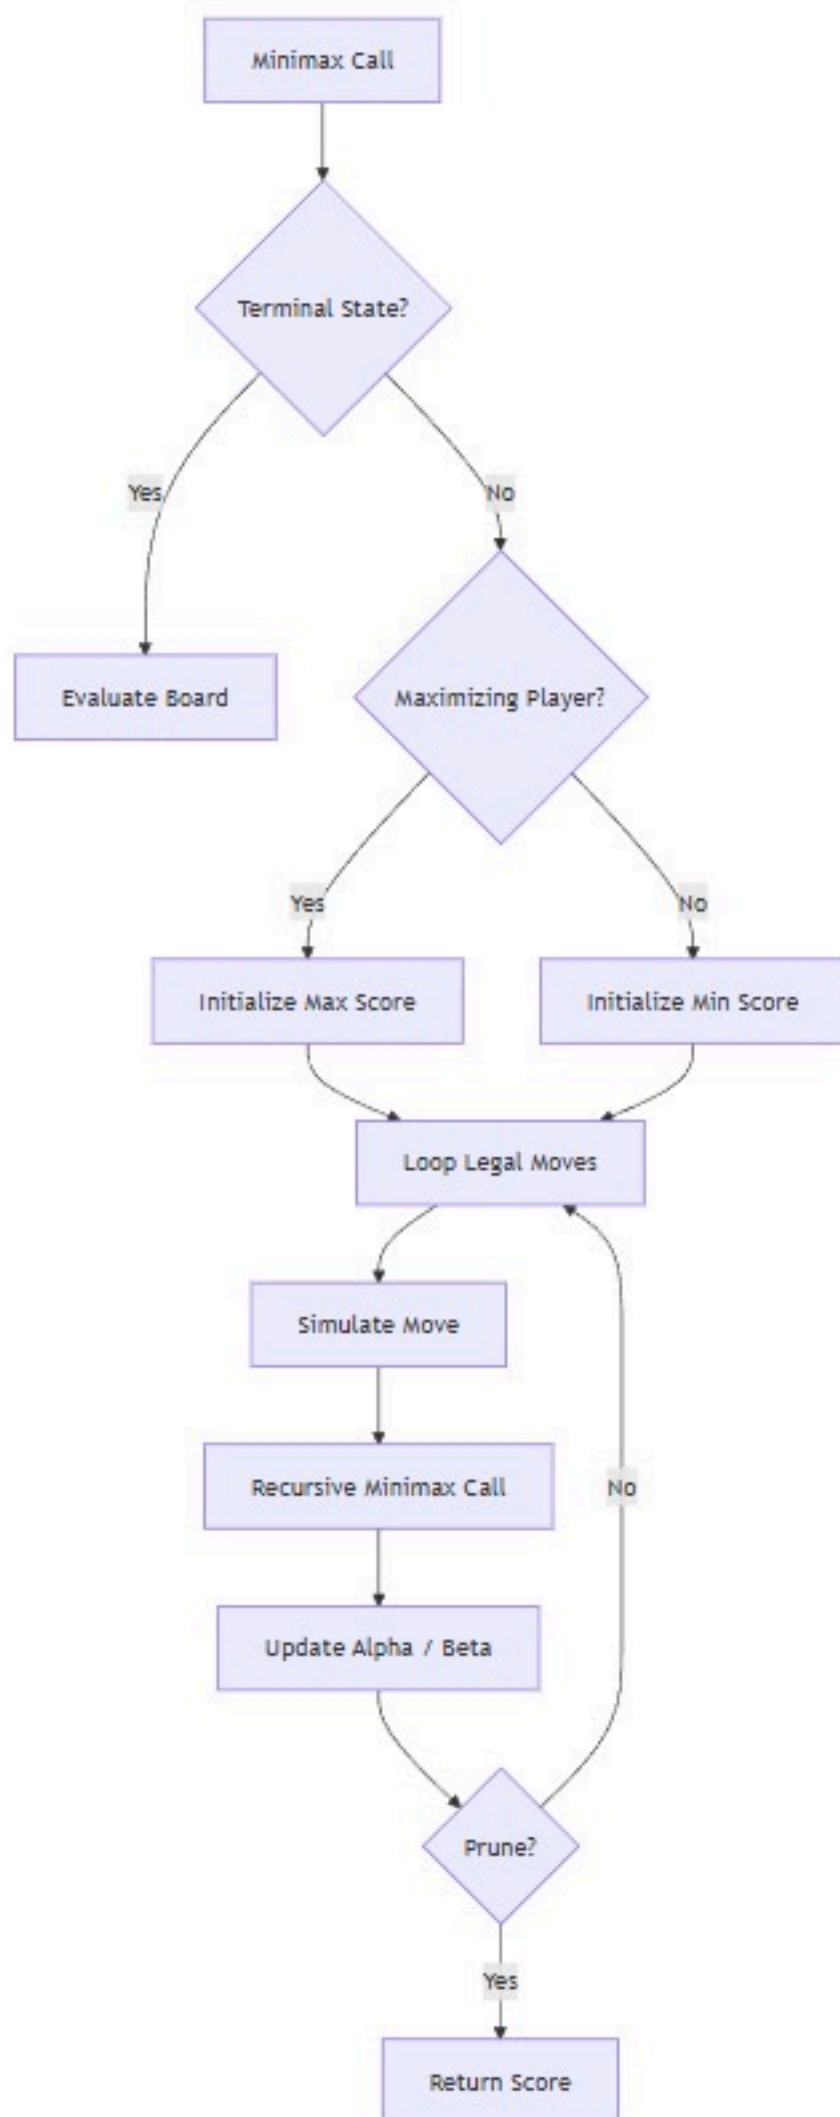 Minimax Call
Terminal State?
Yes
No
Evaluate Board
Maximizing Player?
Yes
No
Initialize Max Score
Initialize Min Score
Loop Legal Moves
Simulate Move
Recursive Minimax Call
No
Update Alpha / Beta
Prune?
Yes
Return Score